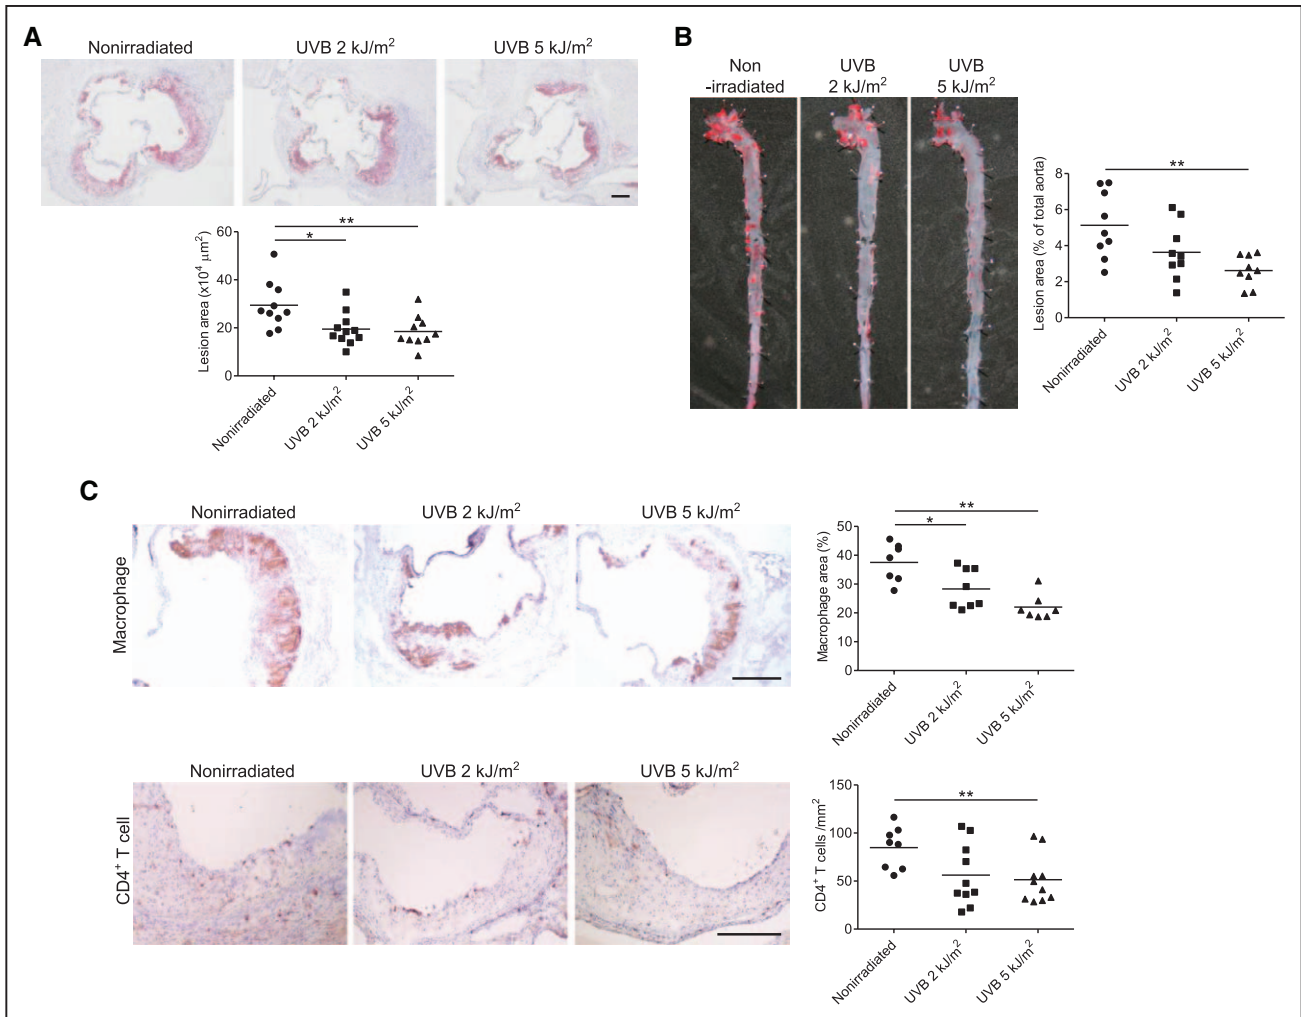 A
Nonirradiated
UVB 2 kJ/m²
UVB 5 kJ/m²
**
*
Lesion area (x10⁴ µm²)
60
40
20
0
Nonirradiated
UVB 2 kJ/m²
UVB 5 kJ/m²
B
Non
-irradiated
UVB
2 kJ/m²
UVB
5 kJ/m²
**
Lesion area (% of total aorta)
8
6
4
2
0
Nonirradiated
UVB 2 kJ/m²
UVB 5 kJ/m²
C
Nonirradiated
UVB 2 kJ/m²
UVB 5 kJ/m²
Macrophage
**
*
Macrophage area (%)
50
40
30
20
10
0
Nonirradiated
UVB 2 kJ/m²
UVB 5 kJ/m²
Nonirradiated
UVB 2 kJ/m²
UVB 5 kJ/m²
CD4⁺ T cell
**
CD4⁺ T cells /mm²
150
100
50
0
Nonirradiated
UVB 2 kJ/m²
UVB 5 kJ/m²